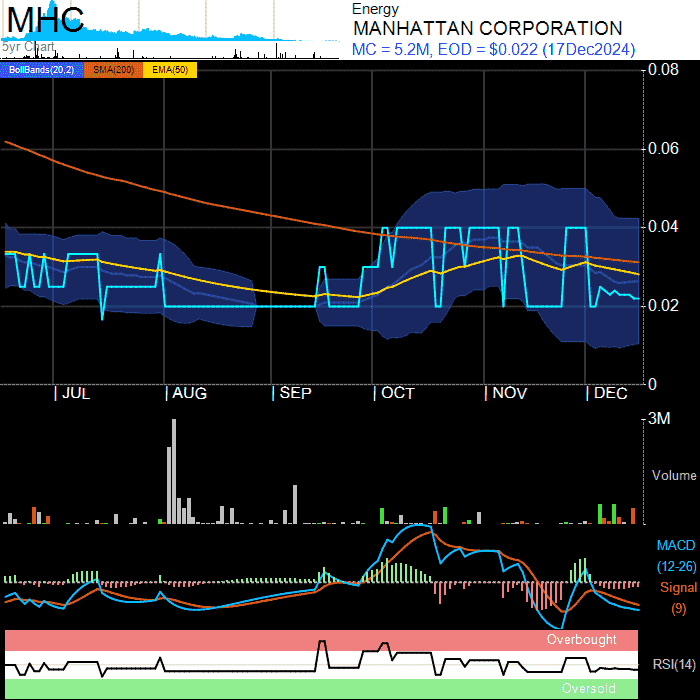 MHC
5yr Chart
Energy
MANHATTAN CORPORATION
MC = 5.2M, EOD = $0.022 (17Dec2024)
BollBands(20,2) SMA(200) EMA(50)
0.08
0.06
0.04
0.02
0
JUL AUG SEP OCT NOV DEC
3M
Volume
MACD
(12-26)
Signal
(9)
Overbought
RSI(14)
Oversold